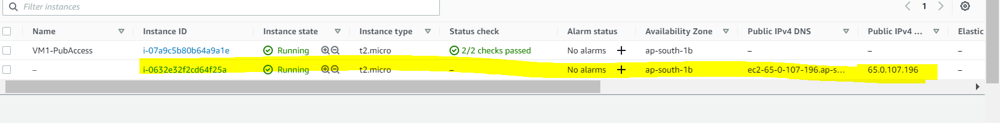 Filter instances
1
Name Instance ID Instance state Instance type Status check Alarm status Availability Zone Public IPv4 DNS Public IPv4 ... Elastic
VM1-PubAccess i-07a9c5b80b64a9a1e Running t2.micro 2/2 checks passed No alarms + ap-south-1b – – –
– i-0632e32f2cd64f25a Running t2.micro – No alarms + ap-south-1b ec2-65-0-107-196.ap-s... 65.0.107.196 –